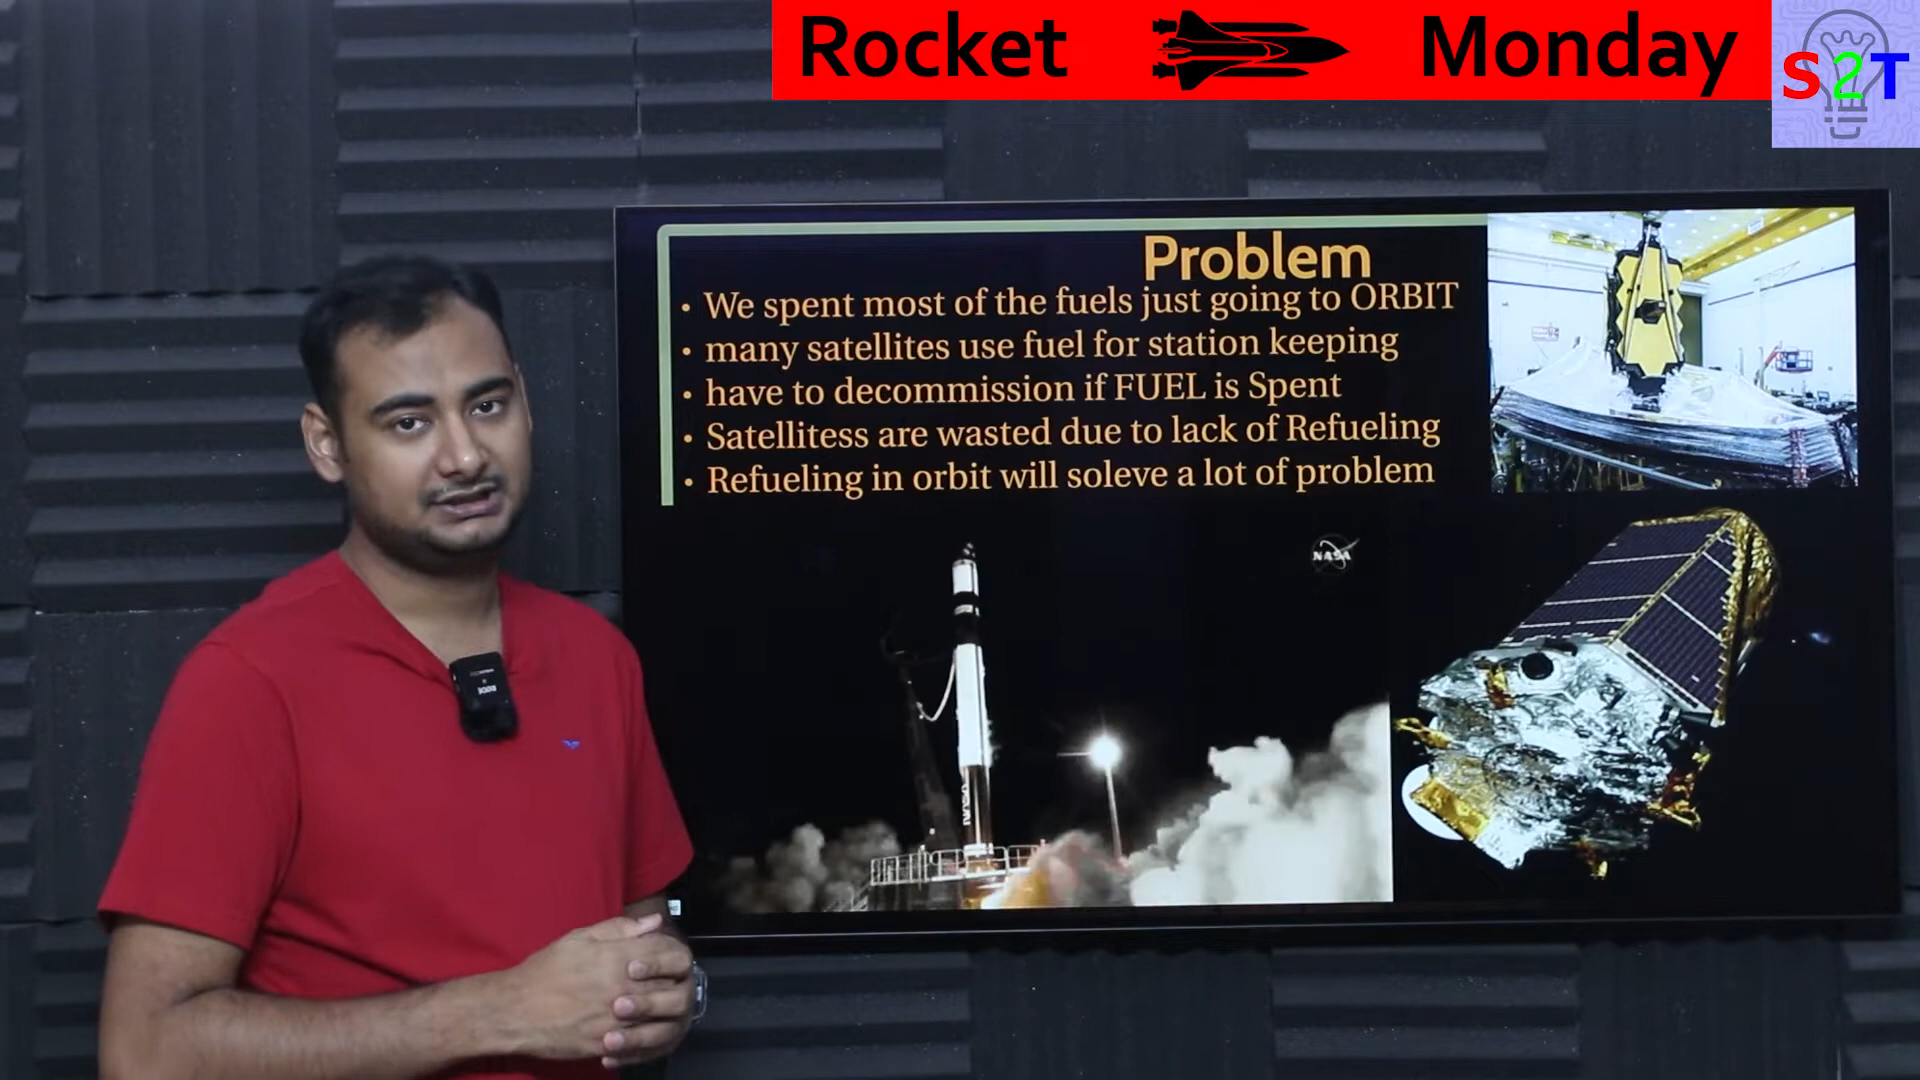 Rocket Monday
S2T
Problem
• We spent most of the fuels just going to ORBIT
• many satellites use fuel for station keeping
• have to decommission if FUEL is Spent
• Satellitess are wasted due to lack of Refueling
• Refueling in orbit will soleve a lot of problem
NASA
RODE